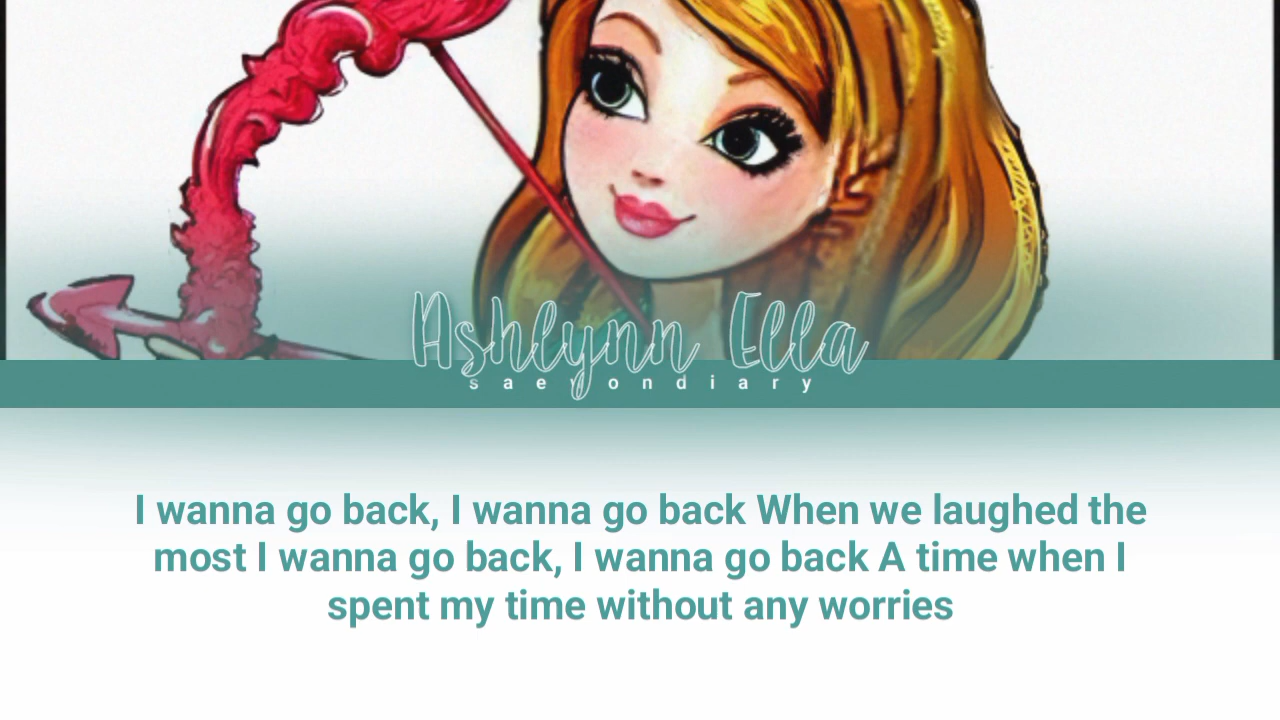 Ashlynn Ella
saeyondiary
I wanna go back, I wanna go back When we laughed the
most I wanna go back, I wanna go back A time when I
spent my time without any worries